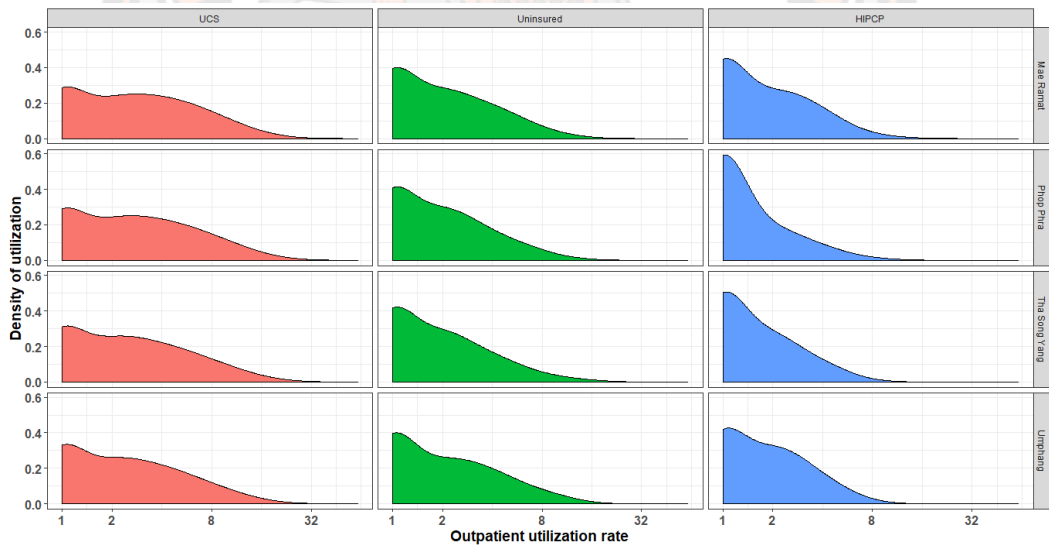 UCS
Uninsured
HIPCP
0.6
0.4
0.2
0.0
Mae Ramat
0.6
0.4
0.2
0.0
Phop Phra
0.6
0.4
0.2
0.0
Tha Song Yang
0.6
0.4
0.2
0.0
Umphang
Density of utilization
1 2 8 32
1 2 8 32
1 2 8 32
Outpatient utilization rate